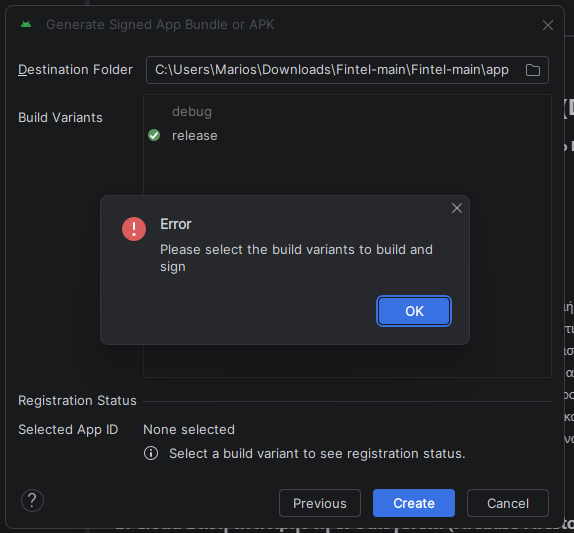 Generate Signed App Bundle or APK
Destination Folder
C:\Users\Marios\Downloads\Fintel-main\Fintel-main\app
Build Variants
debug
release
Error
Please select the build variants to build and
sign
OK
Registration Status
Selected App ID
None selected
Select a build variant to see registration status.
?
Previous
Create
Cancel